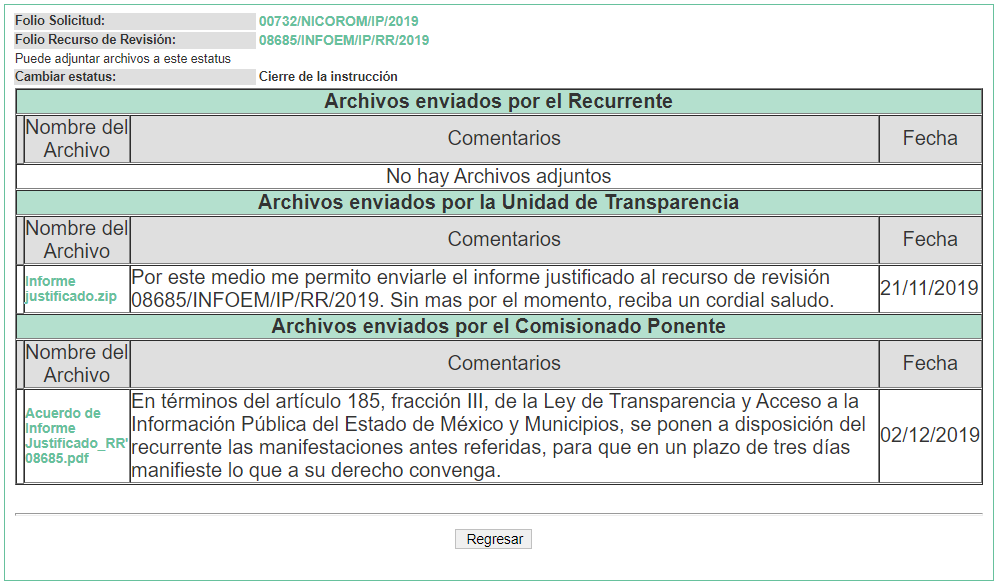 Folio Solicitud: 00732/NICOROM/IP/2019
Folio Recurso de Revisión: 08685/INFOEM/IP/RR/2019
Puede adjuntar archivos a este estatus
Cambiar estatus: Cierre de la instrucción
Archivos enviados por el Recurrente
Nombre del
Archivo
Comentarios
Fecha
No hay Archivos adjuntos
Archivos enviados por la Unidad de Transparencia
Nombre del
Archivo
Comentarios
Fecha
Informe
justificado.zip
Por este medio me permito enviarle el informe justificado al recurso de revisión
08685/INFOEM/IP/RR/2019. Sin mas por el momento, reciba un cordial saludo.
21/11/2019
Archivos enviados por el Comisionado Ponente
Nombre del
Archivo
Comentarios
Fecha
Acuerdo de
Informe
Justificado_RR'
08685.pdf
En términos del artículo 185, fracción III, de la Ley de Transparencia y Acceso a la
Información Pública del Estado de México y Municipios, se ponen a disposición del
recurrente las manifestaciones antes referidas, para que en un plazo de tres días
manifieste lo que a su derecho convenga.
02/12/2019
Regresar